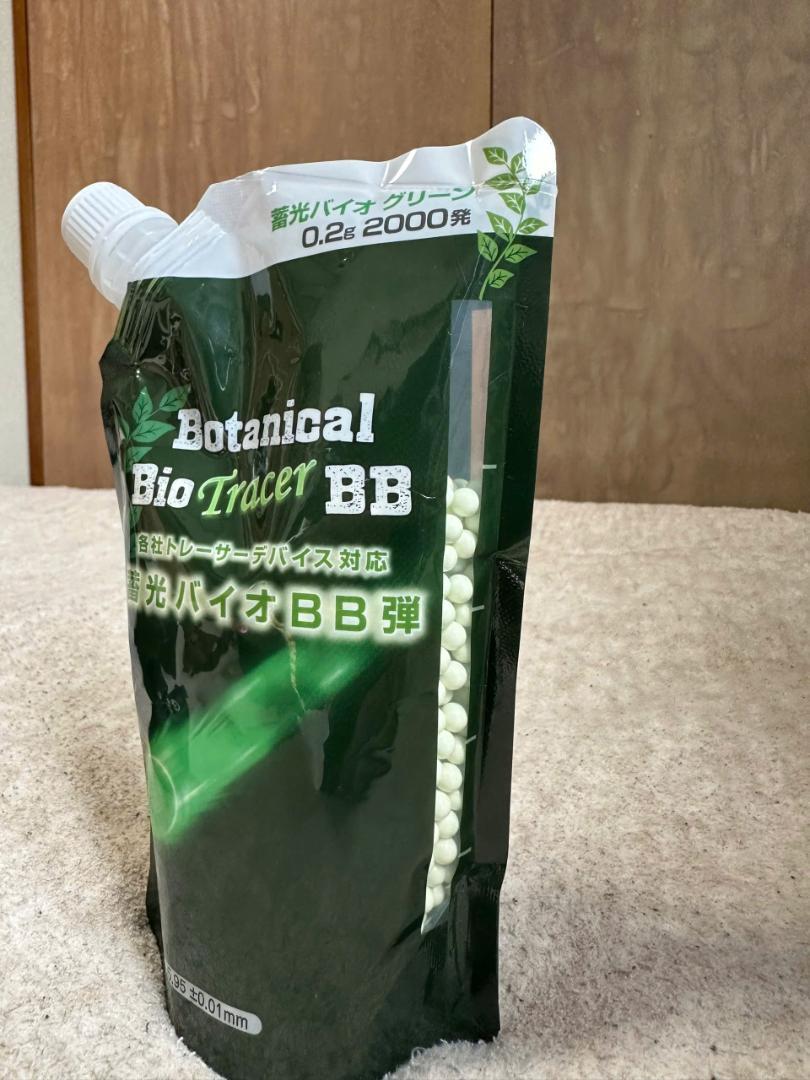 蓄光バイオ グリーン
0.2g 2000発
Botanical
Bio Tracer BB
各社トレーサーデバイス対応
蓄光バイオBB弾
5.95 ±0.01mm